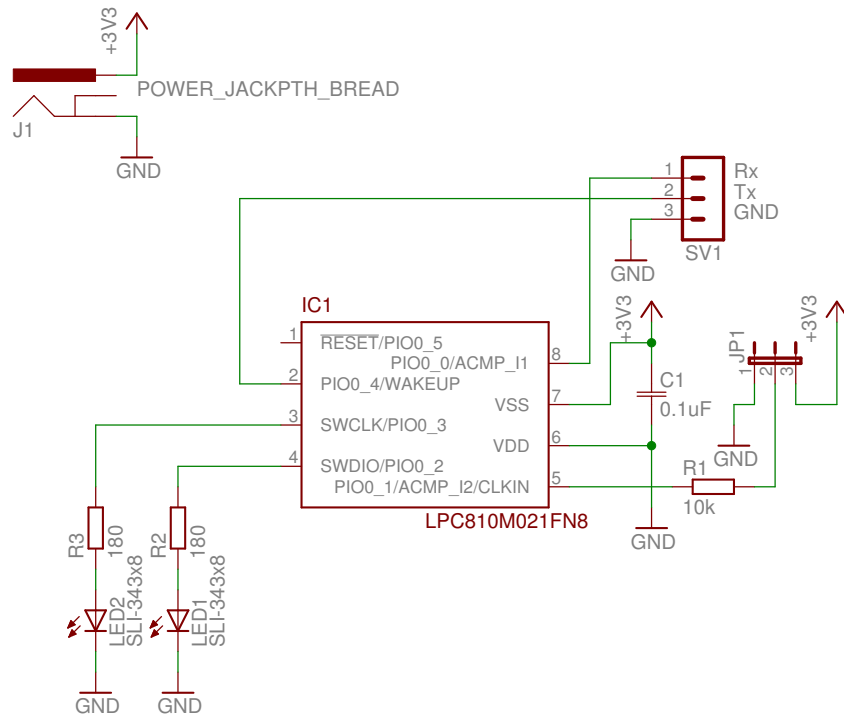 +3V3
POWER_JACKPTH_BREAD
J1
GND
1 Rx
2 Tx
3 GND
SV1
GND
IC1
1 RESET/PIO0_5
PIO0_0/ACMP_I1 8
2 PIO0_4/WAKEUP
VSS 7
3 SWCLK/PIO0_3
VDD 6
4 SWDIO/PIO0_2
PIO0_1/ACMP_I2/CLKIN 5
LPC810M021FN8
+3V3
C1
0.1uF
GND
JP1
1
2
3
+3V3
GND
R1
10k
R3
180
R2
180
LED2
SLI-343x8
LED1
SLI-343x8
GND
GND